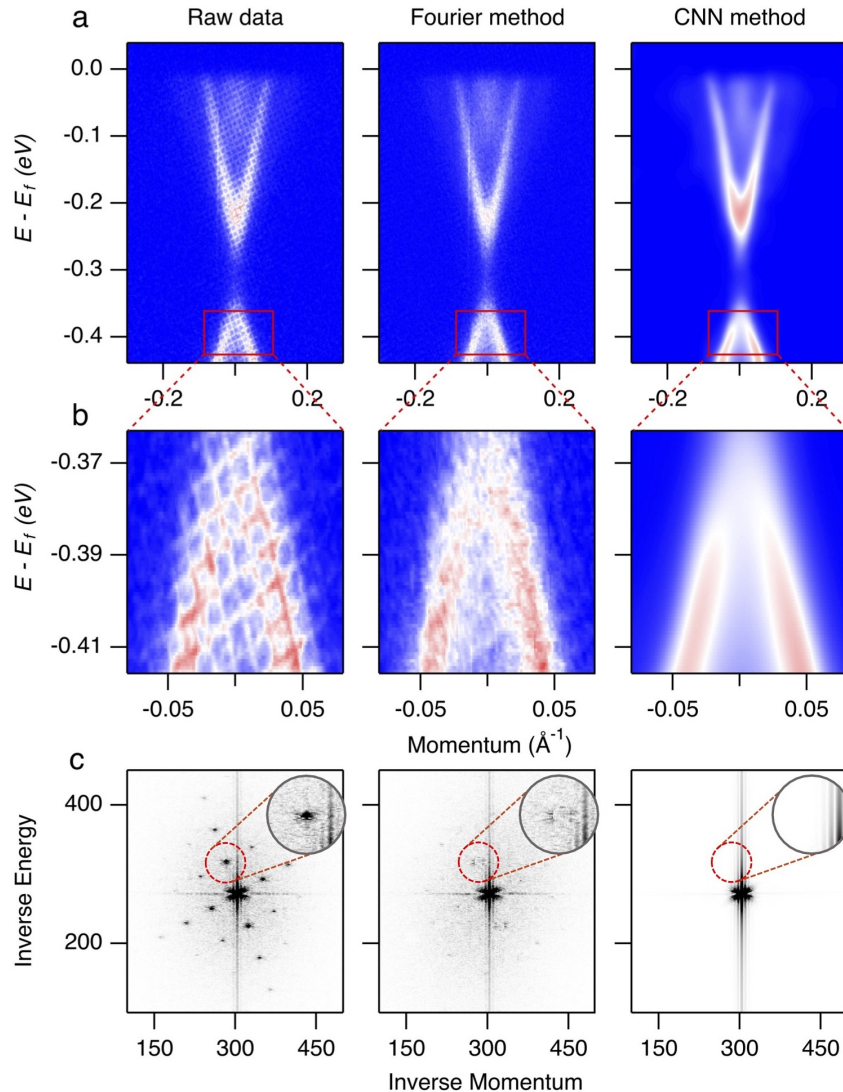 a
Raw data
Fourier method
CNN method
E - E_f (eV)
0.0
-0.1
-0.2
-0.3
-0.4
-0.2
0.2
-0.2
0.2
-0.2
0.2
b
E - E_f (eV)
-0.37
-0.39
-0.41
-0.05
0.05
-0.05
0.05
-0.05
0.05
Momentum (Å⁻¹)
c
Inverse Energy
400
200
150
300
450
150
300
450
150
300
450
Inverse Momentum